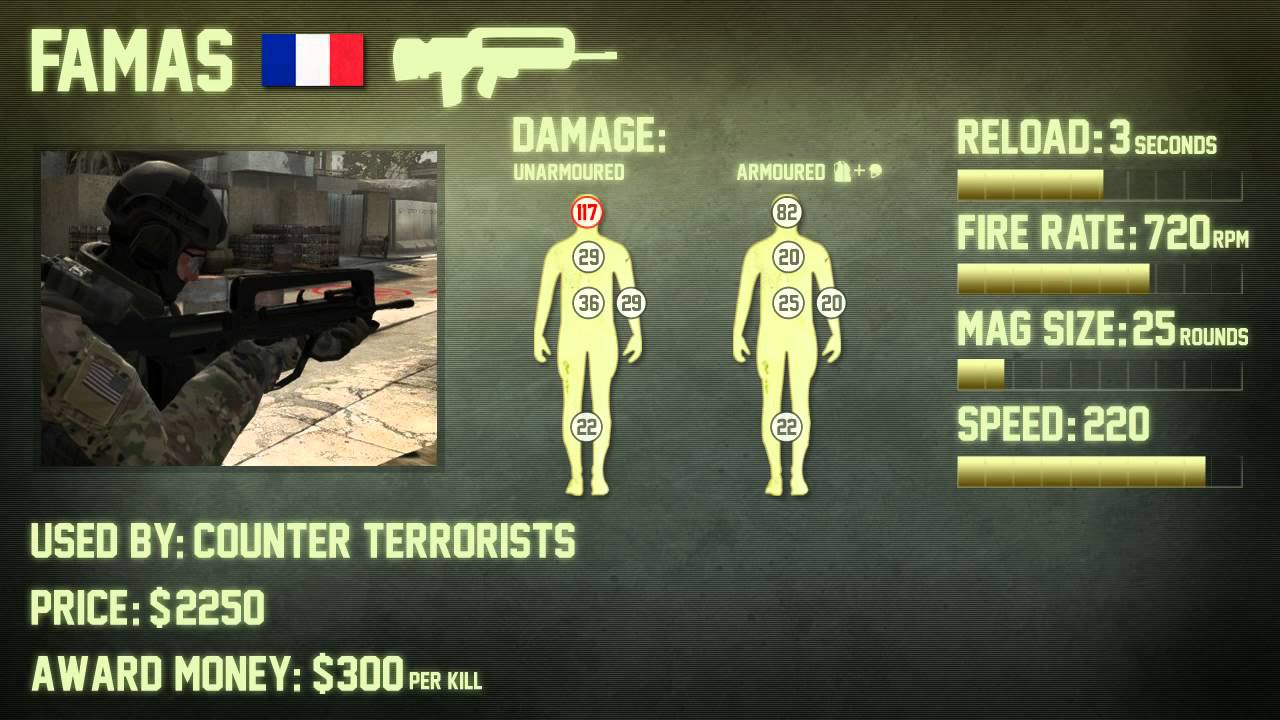 FAMAS
DAMAGE:
UNARMOURED
117
29
36
29
22
ARMOURED +
82
20
25
20
22
RELOAD: 3 SECONDS
FIRE RATE: 720 RPM
MAG SIZE: 25 ROUNDS
SPEED: 220
USED BY: COUNTER TERRORISTS
PRICE: $2250
AWARD MONEY: $300 PER KILL